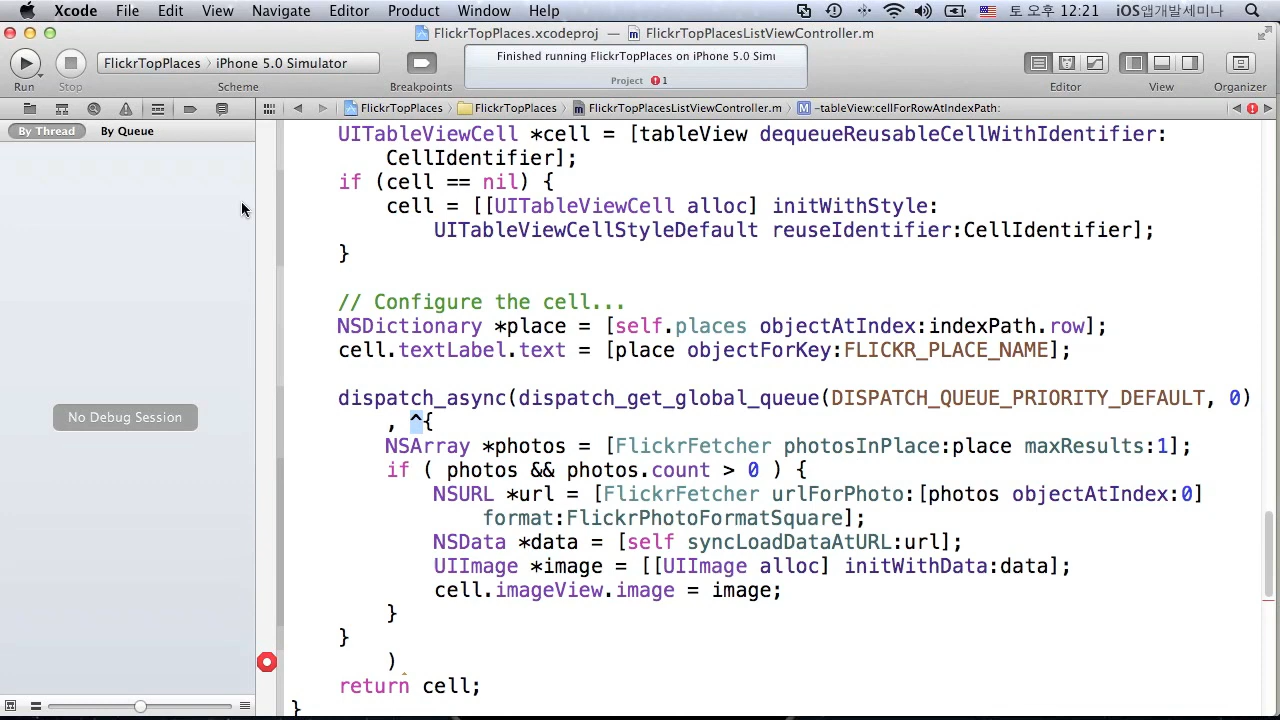 Xcode File Edit View Navigate Editor Product Window Help 토 오후 12:21 iOS앱개발세미나
FlickrTopPlaces.xcodeproj — FlickrTopPlacesListViewController.m
FlickrTopPlaces iPhone 5.0 Simulator
Finished running FlickrTopPlaces on iPhone 5.0 Simu
Project 1
Run Stop Scheme Breakpoints Editor View Organizer
FlickrTopPlaces FlickrTopPlaces FlickrTopPlacesListViewController.m -tableView:cellForRowAtIndexPath:
By Thread By Queue
No Debug Session
UITableViewCell *cell = [tableView dequeueReusableCellWithIdentifier:
CellIdentifier];
if (cell == nil) {
cell = [[UITableViewCell alloc] initWithStyle:
UITableViewCellStyleDefault reuseIdentifier:CellIdentifier];
}
// Configure the cell...
NSDictionary *place = [self.places objectAtIndex:indexPath.row];
cell.textLabel.text = [place objectForKey:FLICKR_PLACE_NAME];
dispatch_async(dispatch_get_global_queue(DISPATCH_QUEUE_PRIORITY_DEFAULT, 0)
, ^{
NSArray *photos = [FlickrFetcher photosInPlace:place maxResults:1];
if ( photos && photos.count > 0 ) {
NSURL *url = [FlickrFetcher urlForPhoto:[photos objectAtIndex:0]
format:FlickrPhotoFormatSquare];
NSData *data = [self syncLoadDataAtURL:url];
UIImage *image = [[UIImage alloc] initWithData:data];
cell.imageView.image = image;
}
}
)
return cell;
}